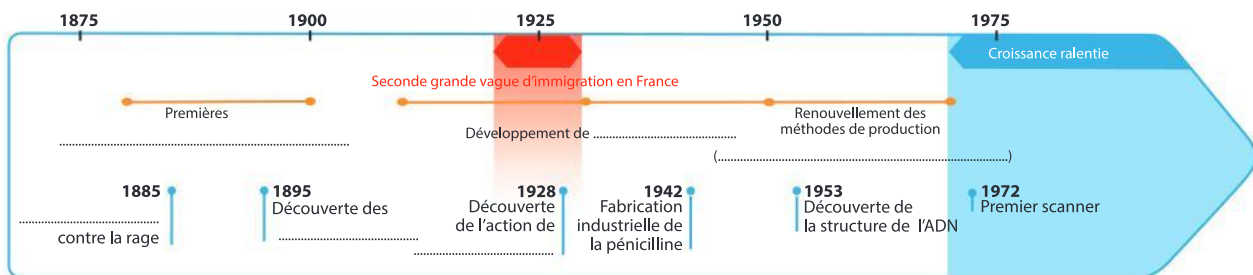 1875 1900 1925 1950 1975
Croissance ralentie
Seconde grande vague d'immigration en France
Premières
..................................................................................
Développement de ........................................
Renouvellement des
méthodes de production
(.................................................................................)
1885
........................................
contre la rage
1895
Découverte des
........................................
1928
Découverte
de l'action de
........................................
1942
Fabrication
industrielle de
la pénicilline
1953
Découverte de
la structure de l'ADN
1972
Premier scanner